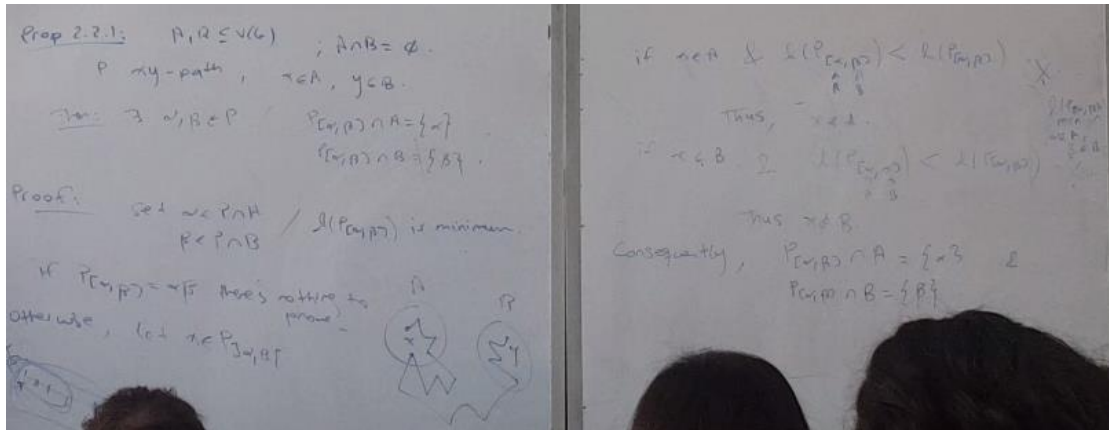 Prop 2.2.1: A,B ⊆ V(G) ; A∩B = ∅.
P xy-path, x∈A, y∈B.
Then: ∃ α,β∈P P[α,β] ∩ A = {α}
P[α,β] ∩ B = {β}.
Proof: Let α∈P∩A
β∈P∩B / l(P[α,β]) is minimum.
if P[α,β] = αβ there's nothing to
prove.
otherwise, let x∈P]α,β[
A
B
x
y
if x∈A & l(P[x,β]) < l(P[α,β])
A B
Thus, x∉A.
if x∈B & l(P[α,x]) < l(P[α,β])
A B
Thus x∉B.
Consequently, P[α,β] ∩ A = {α} &
P[α,β] ∩ B = {β}